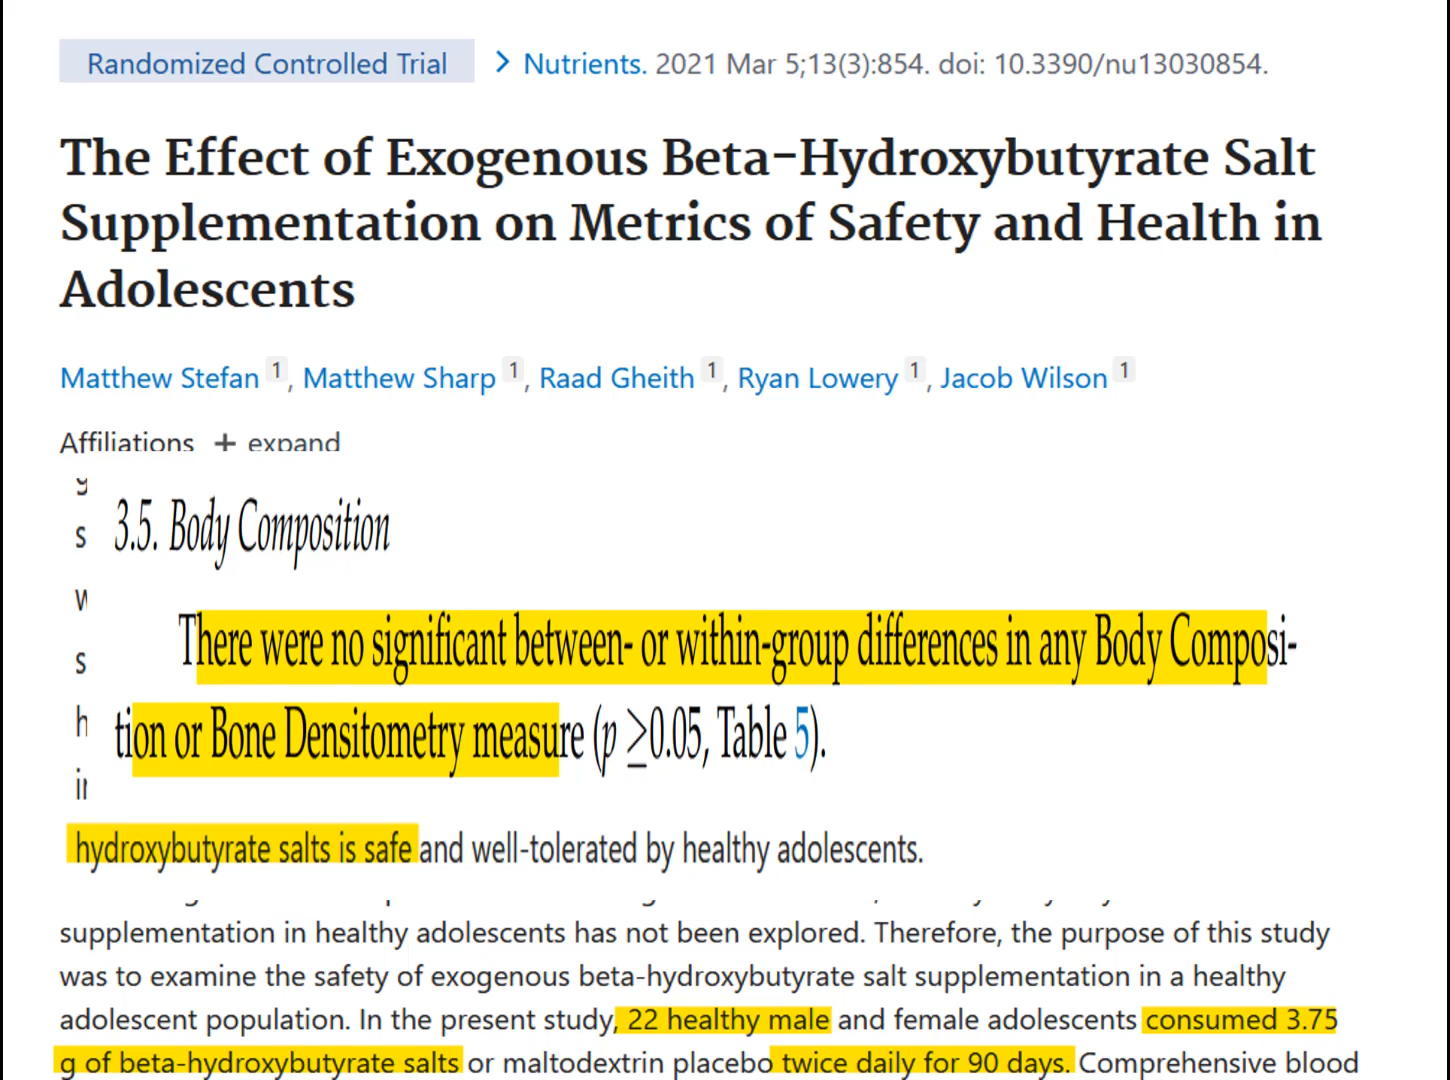 Randomized Controlled Trial > Nutrients. 2021 Mar 5;13(3):854. doi: 10.3390/nu13030854.
The Effect of Exogenous Beta-Hydroxybutyrate Salt
Supplementation on Metrics of Safety and Health in
Adolescents
Matthew Stefan 1, Matthew Sharp 1, Raad Gheith 1, Ryan Lowery 1, Jacob Wilson 1
Affiliations + expand
3.5. Body Composition
There were no significant between- or within-group differences in any Body Composi-
tion or Bone Densitometry measure (p ≥0.05, Table 5).
hydroxybutyrate salts is safe and well-tolerated by healthy adolescents.
supplementation in healthy adolescents has not been explored. Therefore, the purpose of this study
was to examine the safety of exogenous beta-hydroxybutyrate salt supplementation in a healthy
adolescent population. In the present study, 22 healthy male and female adolescents consumed 3.75
g of beta-hydroxybutyrate salts or maltodextrin placebo twice daily for 90 days. Comprehensive blood